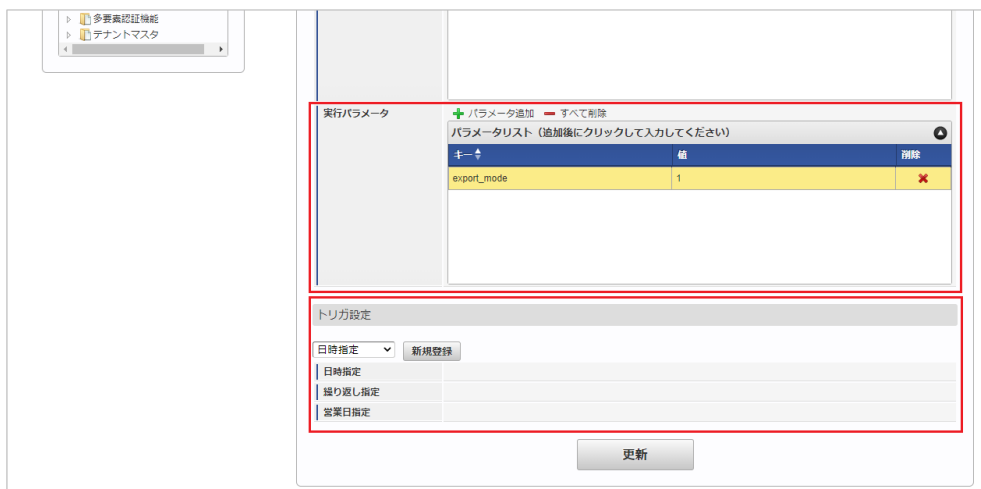 多要素認証機能
テナントマスタ
実行パラメータ
パラメータ追加 すべて削除
パラメータリスト（追加後にクリックして入力してください）
キー 値 削除
export_mode 1
トリガ設定
日時指定 新規登録
日時指定
繰り返し指定
営業日指定
更新